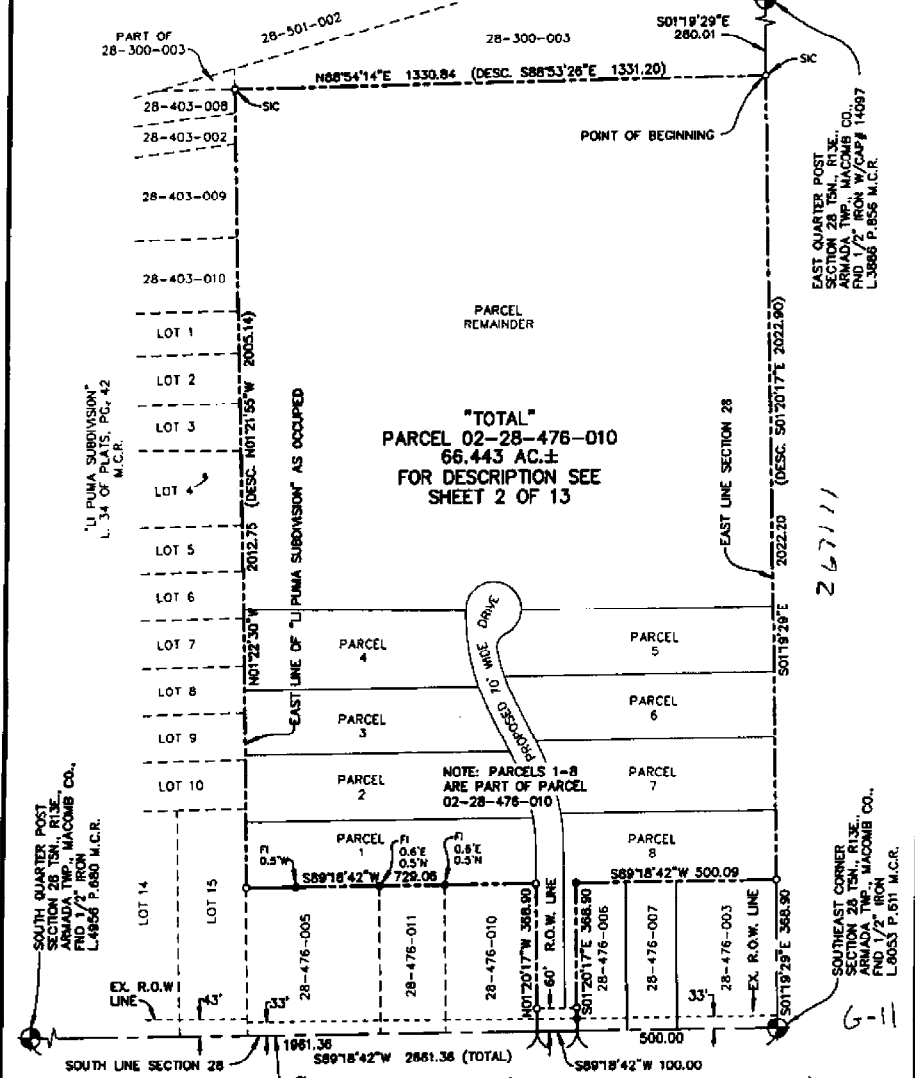 PART OF
28-300-003
28-501-002
28-300-003
S01°19'29"E
280.01
N88°54'14"E 1330.84 (DESC. S88°53'26"E 1331.20)
SIC
SIC
POINT OF BEGINNING
28-403-008
28-403-002
28-403-009
28-403-010
EAST QUARTER POST
SECTION 28 T5N., R13E.,
ARMADA TWP., MACOMB CO.,
FND 1/2" IRON W/CAP# 14097
L.3886 P.856 M.C.R.
LOT 1
LOT 2
LOT 3
LOT 4
LOT 5
LOT 6
LOT 7
LOT 8
LOT 9
LOT 10
"LI PUMA SUBDIVISION"
L. 34 OF PLATS, PG. 42
M.C.R.
N01°22'30"W 2012.75 (DESC. N01°21'55"W 2005.14)
EAST LINE OF "LI PUMA SUBDIVISION" AS OCCUPED
PARCEL
REMAINDER
"TOTAL"
PARCEL 02-28-476-010
66.443 AC.±
FOR DESCRIPTION SEE
SHEET 2 OF 13
EAST LINE SECTION 28
S01°19'29"E 2022.20 (DESC. S01°20'17"E 2022.90)
267111
PROPOSED 70' WIDE DRIVE
PARCEL
4
PARCEL
5
PARCEL
3
PARCEL
6
PARCEL
2
NOTE: PARCELS 1-8
ARE PART OF PARCEL
02-28-476-010
PARCEL
7
PARCEL
1
PARCEL
8
FI
0.5'W
FI
0.6'E
0.5'N
FI
0.6'E
0.5'N
S89°18'42"W 729.06
S89°18'42"W 500.09
SOUTH QUARTER POST
SECTION 28 T5N., R13E.,
ARMADA TWP., MACOMB CO.,
FND 1/2" IRON
L.4956 P.680 M.C.R.
LOT 14
LOT 15
28-476-005
28-476-011
28-476-010
N01°20'17"W 368.90
60' R.O.W. LINE
S01°20'17"E 368.90
28-476-006
28-476-007
28-476-003
EX. R.O.W. LINE
S01°19'29"E 368.90
SOUTHEAST CORNER
SECTION 28 T5N., R13E.,
ARMADA TWP., MACOMB CO.,
FND 1/2" IRON
L.8053 P.511 M.C.R.
G-11
EX. R.O.W
LINE
43'
33'
33'
1961.36
500.00
S89°18'42"W 2661.36 (TOTAL)
S89°18'42"W 100.00
SOUTH LINE SECTION 28